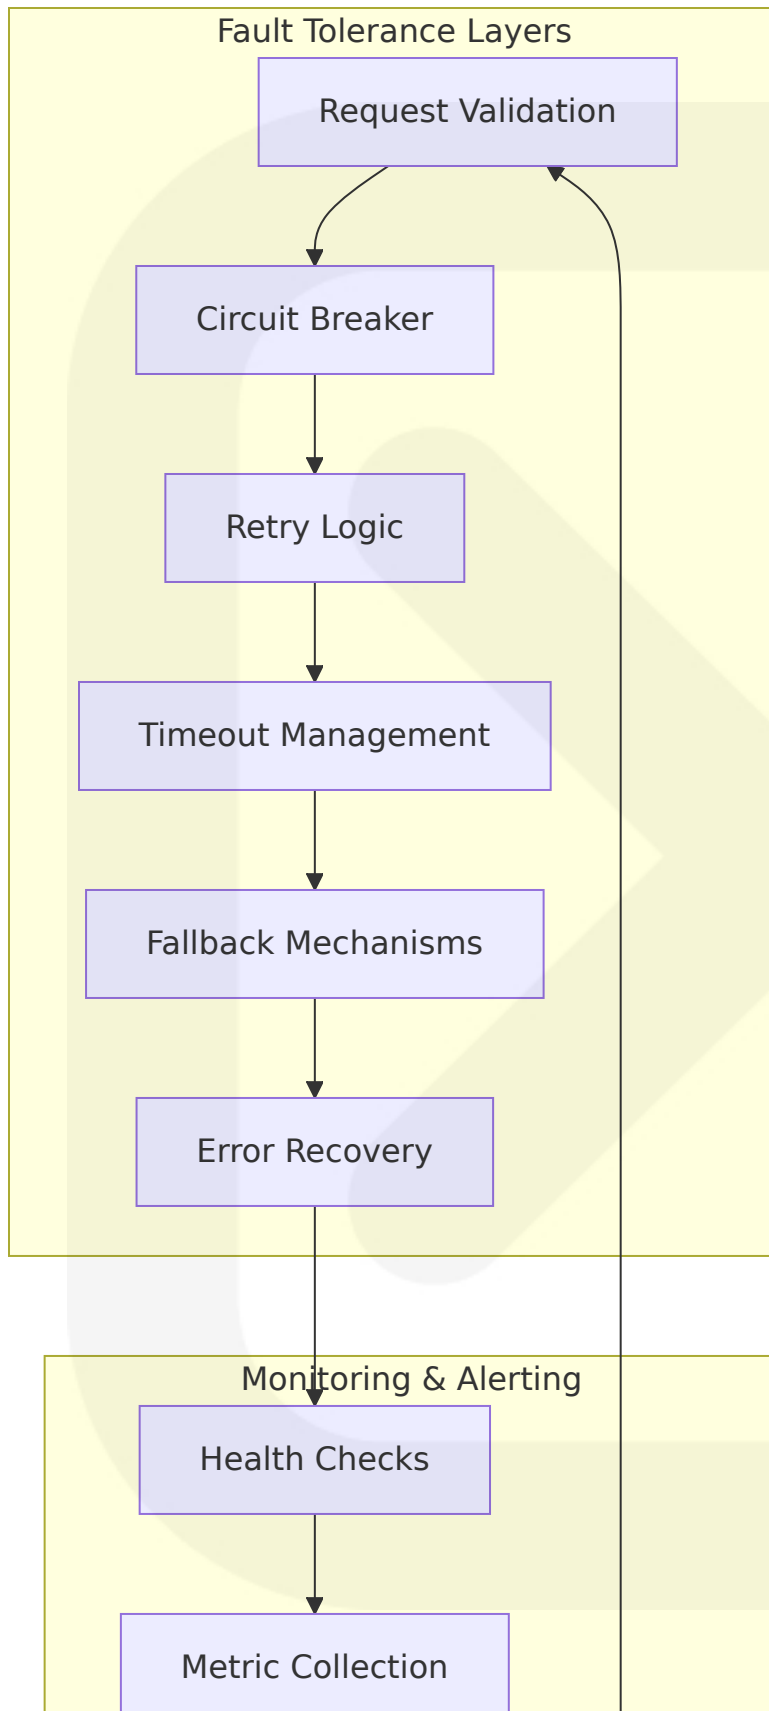 Fault Tolerance Layers
Request Validation
Circuit Breaker
Retry Logic
Timeout Management
Fallback Mechanisms
Error Recovery
Monitoring & Alerting
Health Checks
Metric Collection